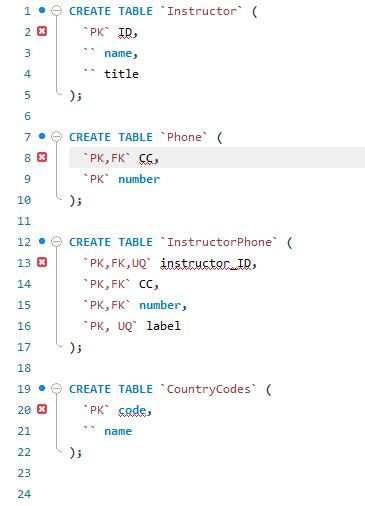 1 CREATE TABLE `Instructor` (
2 `PK` ID,
3 `` name,
4 `` title
5 );
6
7 CREATE TABLE `Phone` (
8 `PK,FK` CC,
9 `PK` number
10 );
11
12 CREATE TABLE `InstructorPhone` (
13 `PK,FK,UQ` instructor_ID,
14 `PK,FK` CC,
15 `PK,FK` number,
16 `PK, UQ` label
17 );
18
19 CREATE TABLE `CountryCodes` (
20 `PK` code,
21 `` name
22 );
23
24